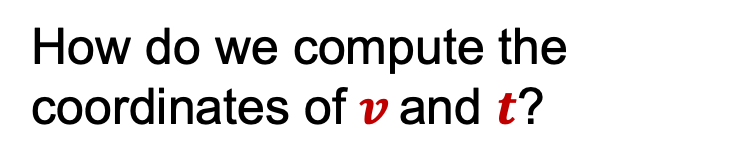 How do we compute the
coordinates of v and t?